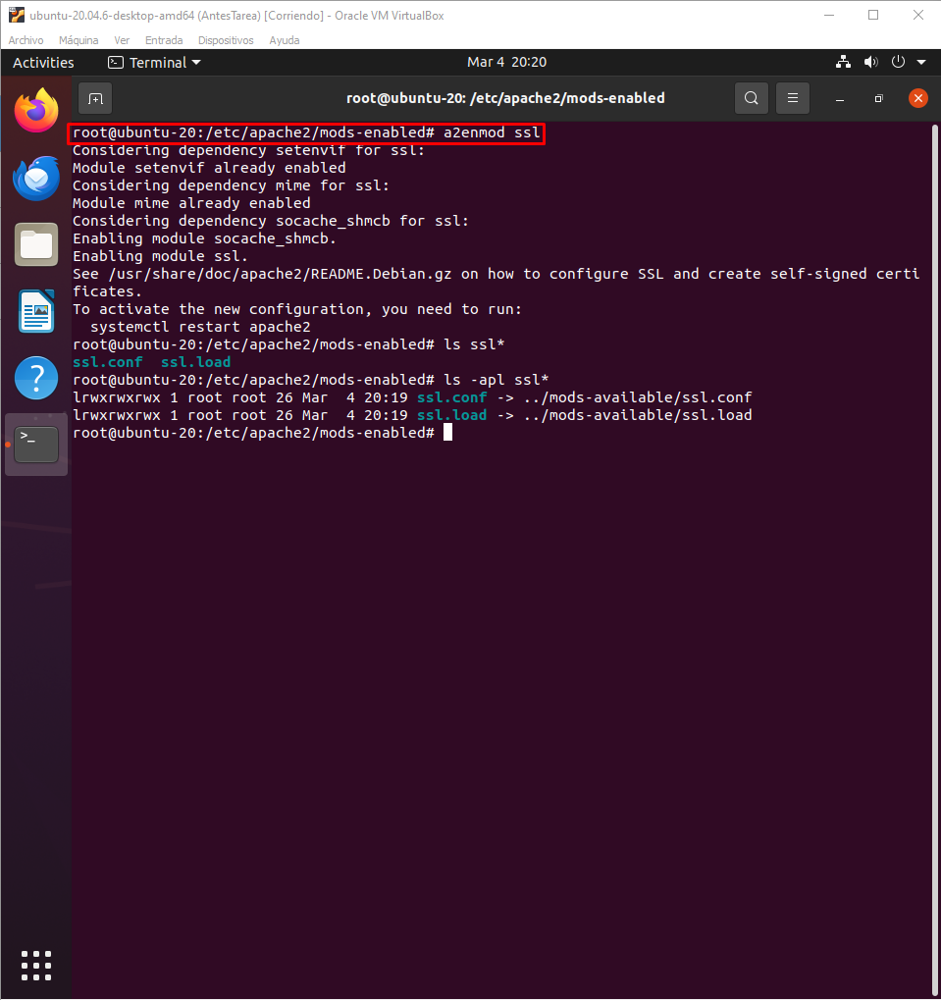 ubuntu-20.04.6-desktop-amd64 (AntesTarea) [Corriendo] - Oracle VM VirtualBox
Archivo Máquina Ver Entrada Dispositivos Ayuda
Activities Terminal Mar 4 20:20
root@ubuntu-20: /etc/apache2/mods-enabled
root@ubuntu-20:/etc/apache2/mods-enabled# a2enmod ssl
Considering dependency setenvif for ssl:
Module setenvif already enabled
Considering dependency mime for ssl:
Module mime already enabled
Considering dependency socache_shmcb for ssl:
Enabling module socache_shmcb.
Enabling module ssl.
See /usr/share/doc/apache2/README.Debian.gz on how to configure SSL and create self-signed certi
ficates.
To activate the new configuration, you need to run:
  systemctl restart apache2
root@ubuntu-20:/etc/apache2/mods-enabled# ls ssl*
ssl.conf  ssl.load
root@ubuntu-20:/etc/apache2/mods-enabled# ls -apl ssl*
lrwxrwxrwx 1 root root 26 Mar  4 20:19 ssl.conf -> ../mods-available/ssl.conf
lrwxrwxrwx 1 root root 26 Mar  4 20:19 ssl.load -> ../mods-available/ssl.load
root@ubuntu-20:/etc/apache2/mods-enabled#